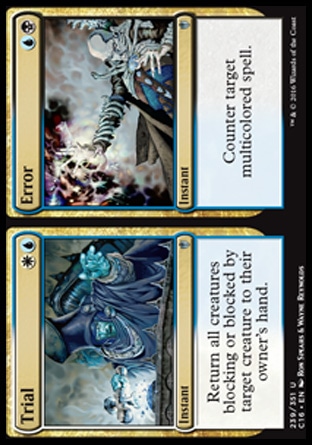 Trial
Instant
Return all creatures
blocking or blocked by
target creature to their
owner's hand.
239/351 U
C16 • EN Ron Spears & Wayne Reynolds
Error
Instant
Counter target
multicolored spell.
™ & © 2016 Wizards of the Coast